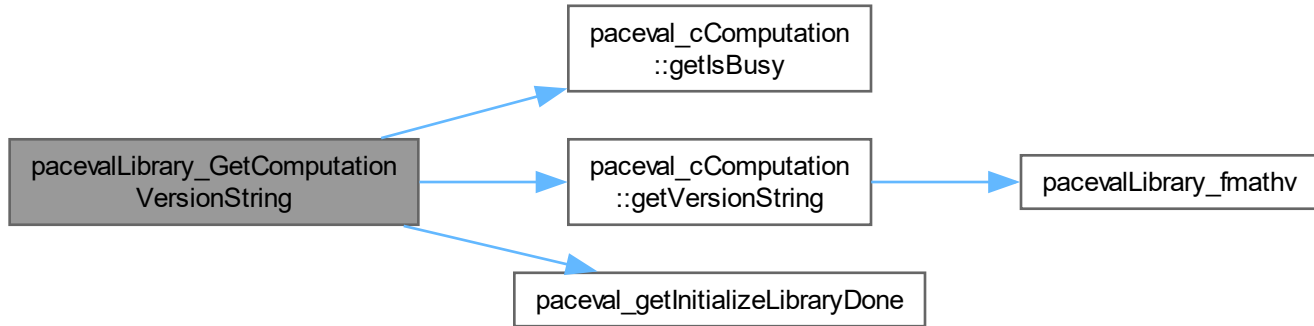 paceval_cComputation
::getIsBusy
pacevalLibrary_GetComputation
VersionString
paceval_cComputation
::getVersionString
pacevalLibrary_fmathv
paceval_getInitializeLibraryDone